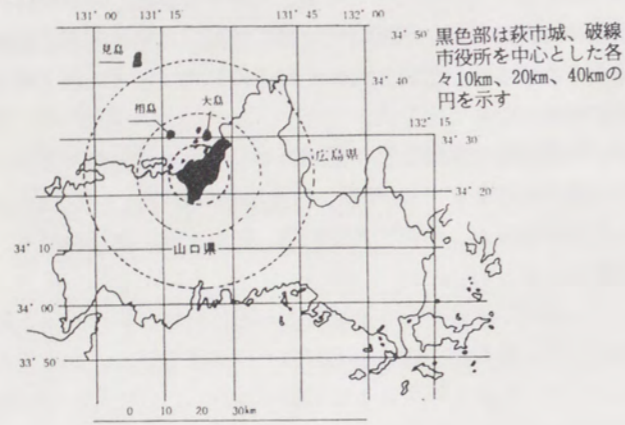 131° 00
131° 15
131° 45
132° 00
34° 50
黒色部は萩市城、破線
市役所を中心とした各
々10km、20km、40kmの
円を示す
見島
34° 40
相島
大島
132° 15
34° 30
広島県
34° 20
山口県
34° 10
34° 00
33° 50
0 10 20 30km